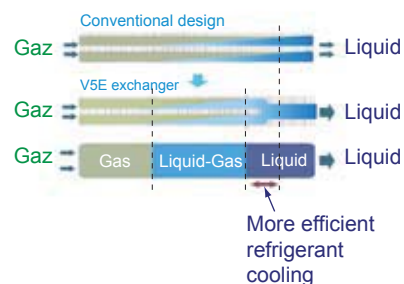 Conventional design
Gaz Liquid
V5E exchanger
Gaz Liquid
Gaz Gas Liquid-Gas Liquid Liquid
More efficient
refrigerant
cooling